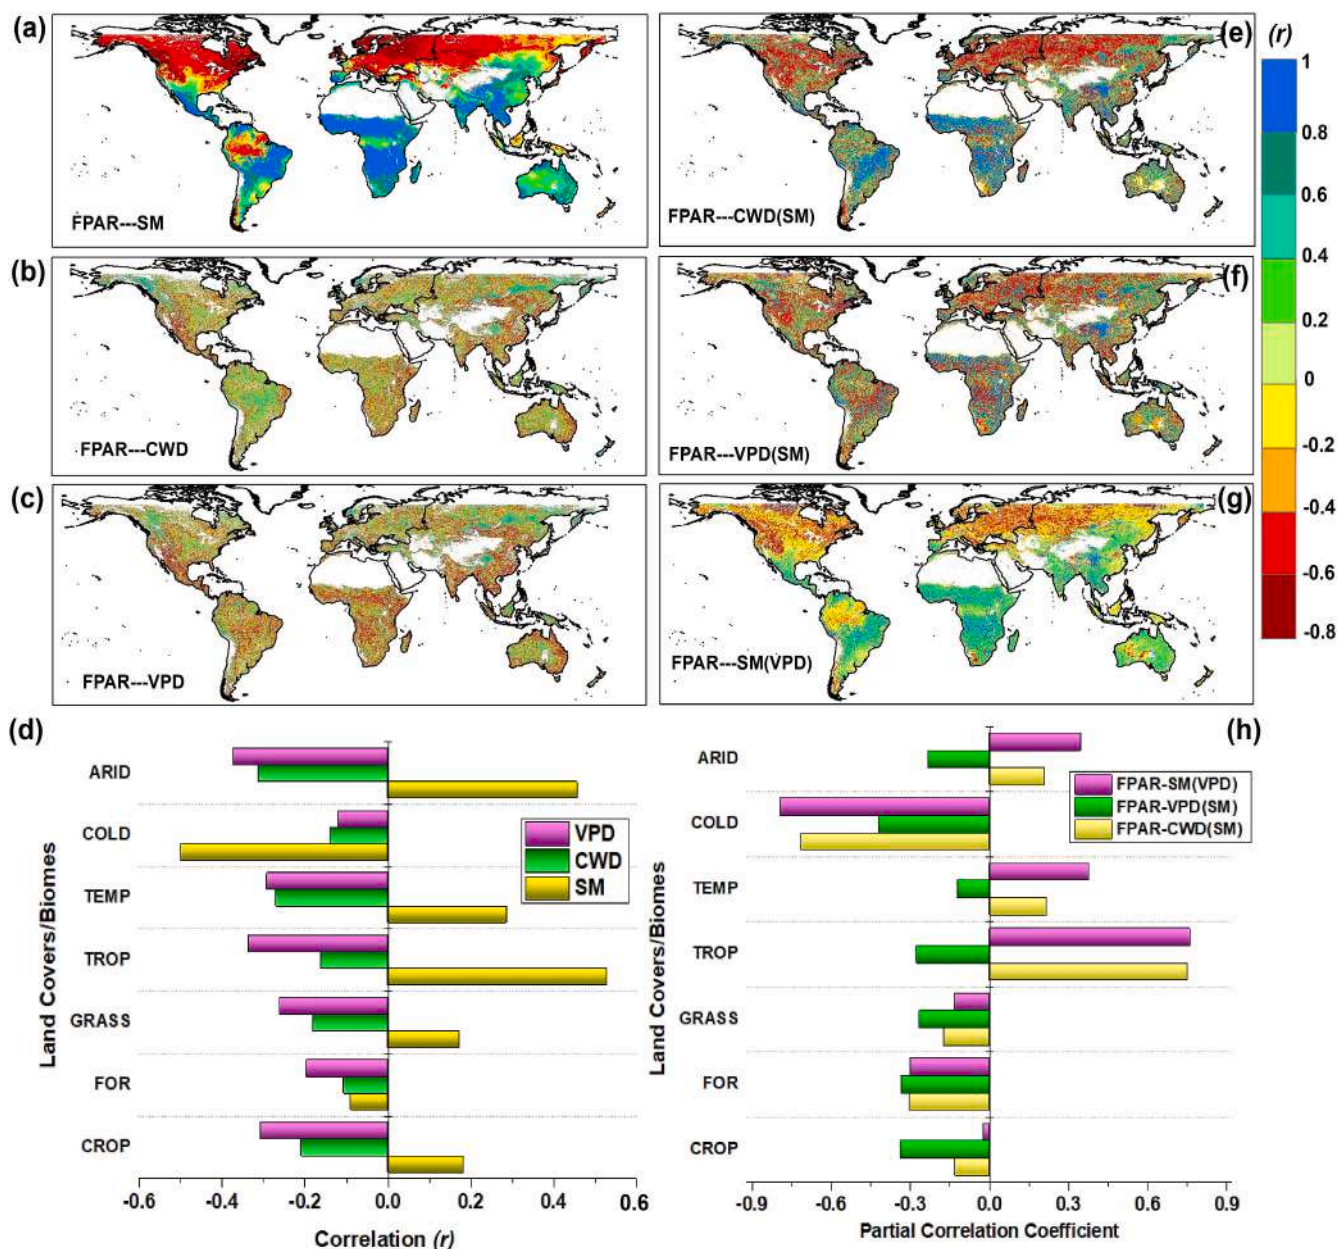 (a)
FPAR---SM
(e)
FPAR---CWD(SM)
(r)
1
0.8
0.6
0.4
0.2
0
-0.2
-0.4
-0.6
-0.8
(b)
FPAR---CWD
(f)
FPAR---VPD(SM)
(c)
FPAR---VPD
(g)
FPAR---SM(VPD)
(d)
Land Covers/Biomes
ARID
COLD
TEMP
TROP
GRASS
FOR
CROP
VPD
CWD
SM
-0.6
-0.4
-0.2
0.0
0.2
0.4
0.6
Correlation (r)
(h)
Land Covers/Biomes
ARID
COLD
TEMP
TROP
GRASS
FOR
CROP
FPAR-SM(VPD)
FPAR-VPD(SM)
FPAR-CWD(SM)
-0.9
-0.6
-0.3
0.0
0.3
0.6
0.9
Partial Correlation Coefficient